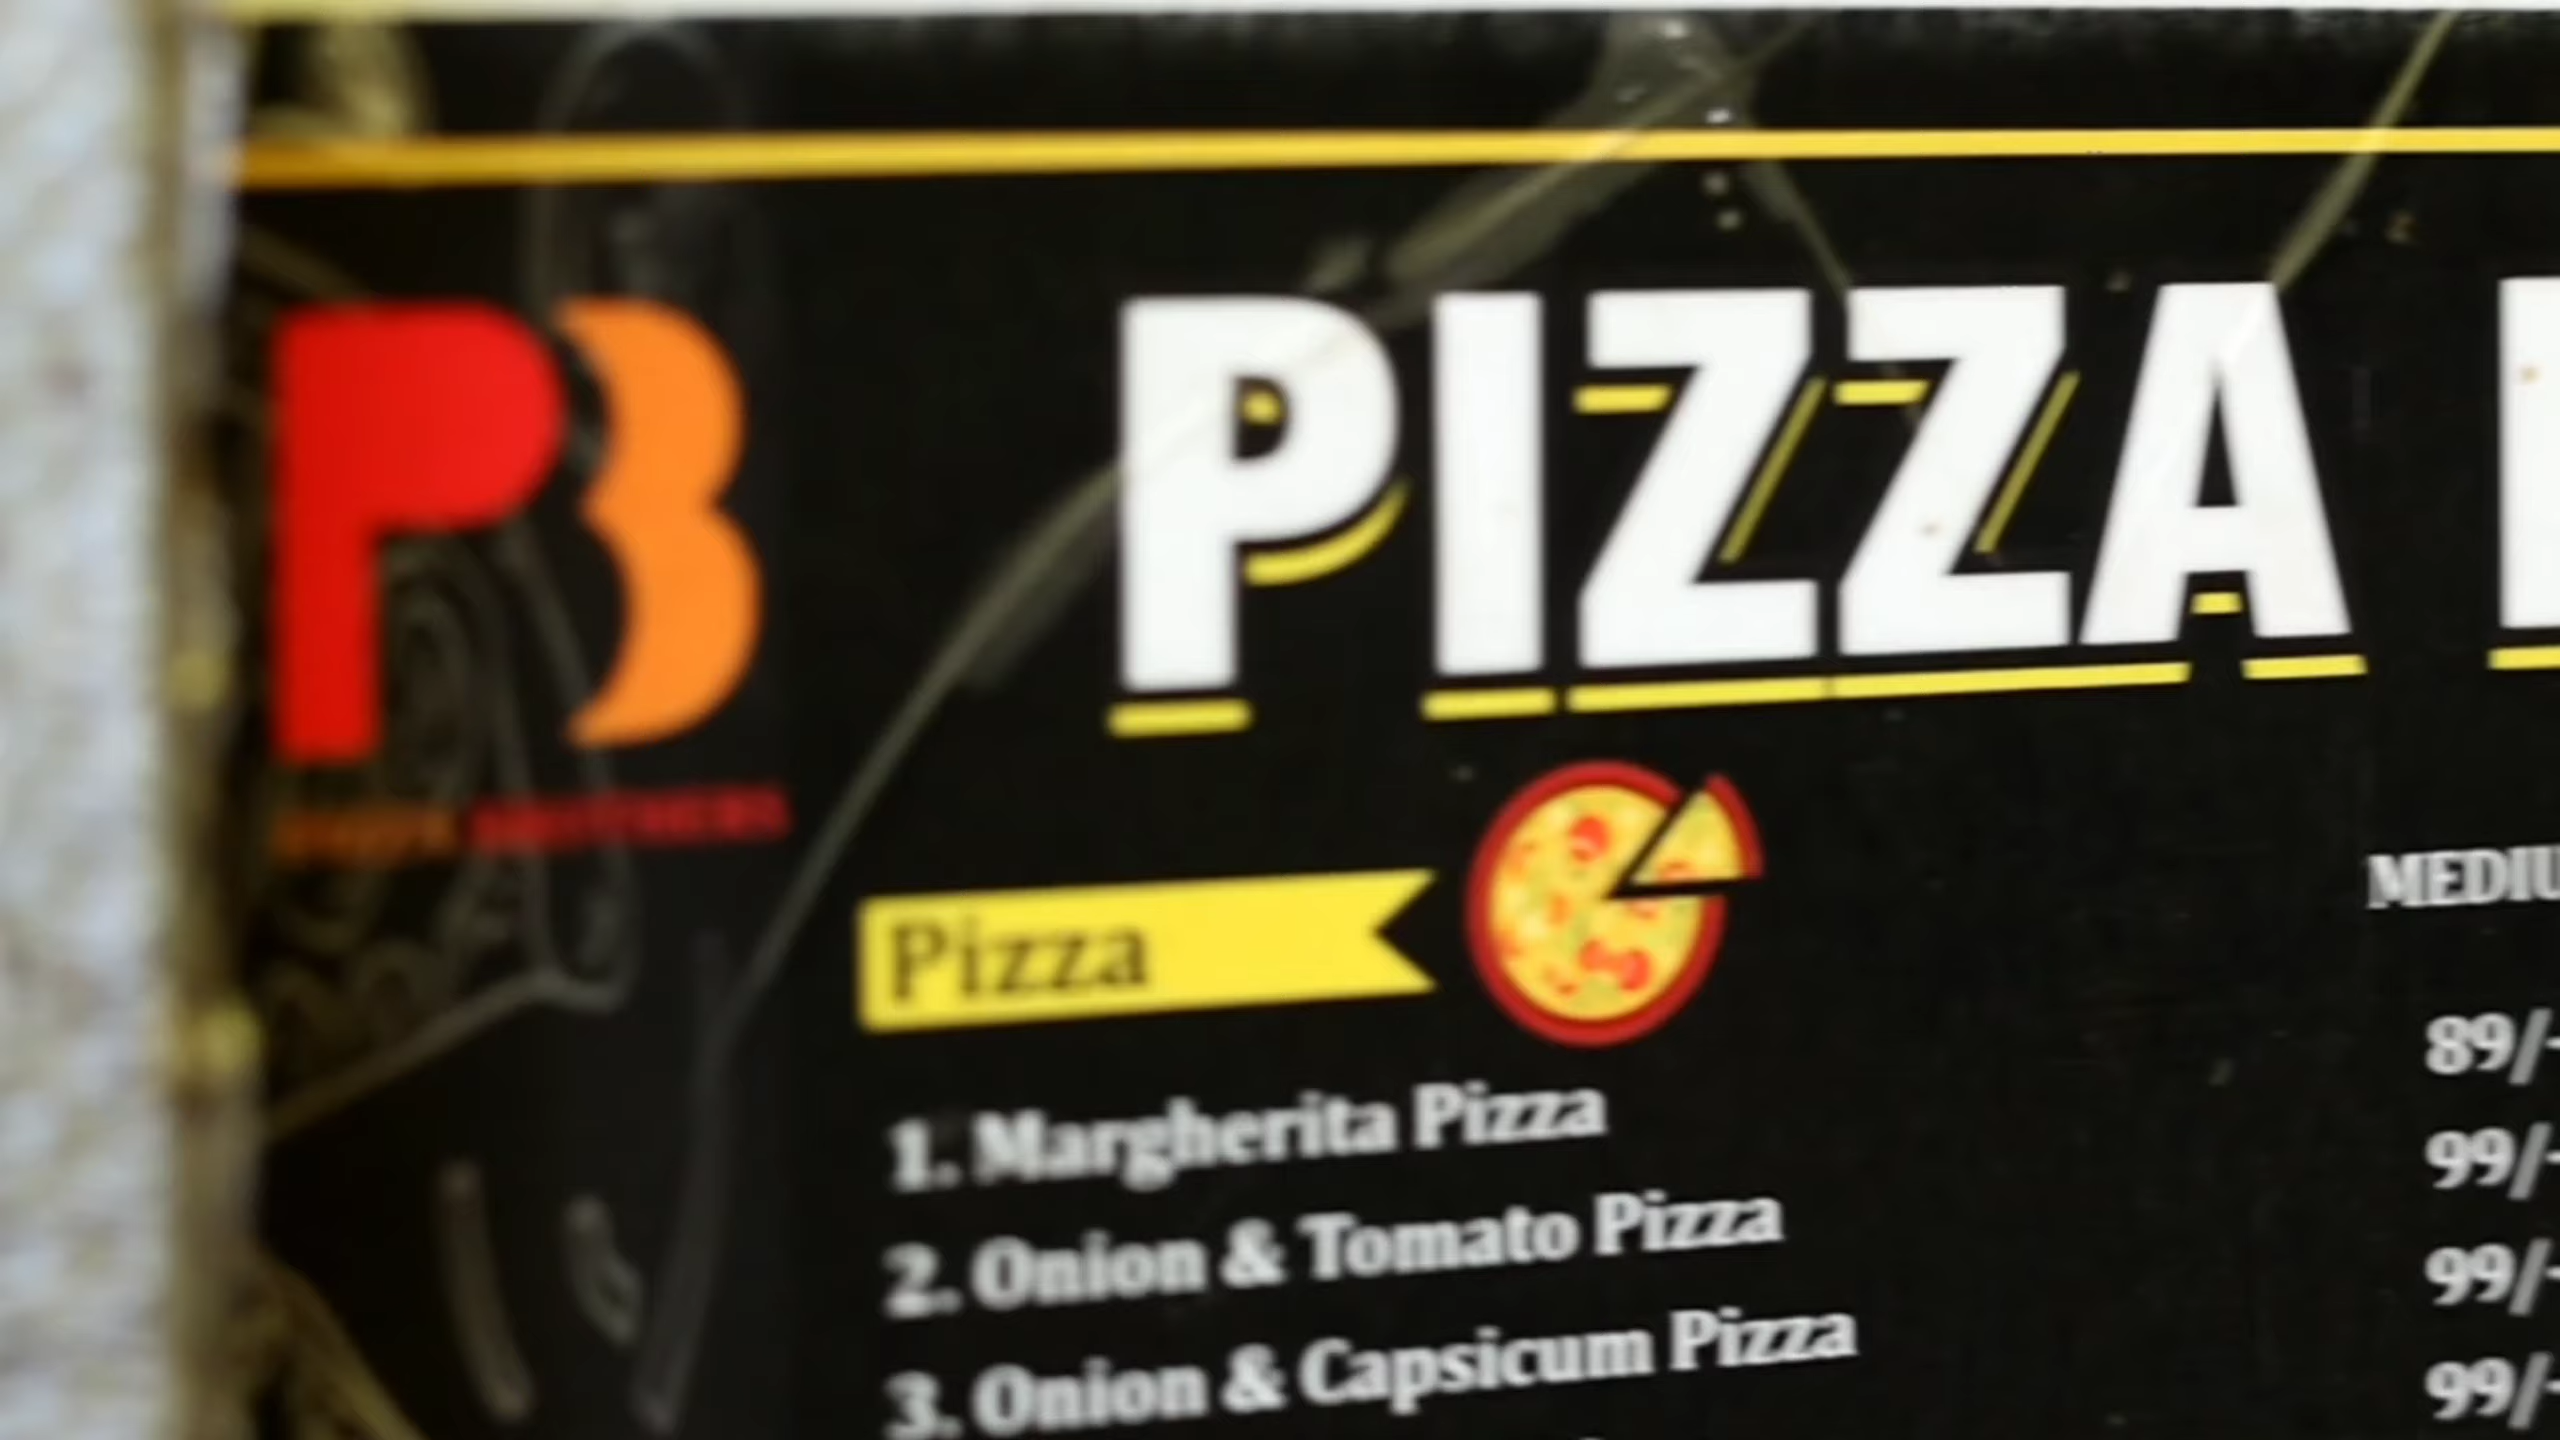 PB
PIZZA
BROTHERS
Pizza
MEDIU
1. Margherita Pizza 89/-
2. Onion & Tomato Pizza 99/-
3. Onion & Capsicum Pizza 99/-
99/-